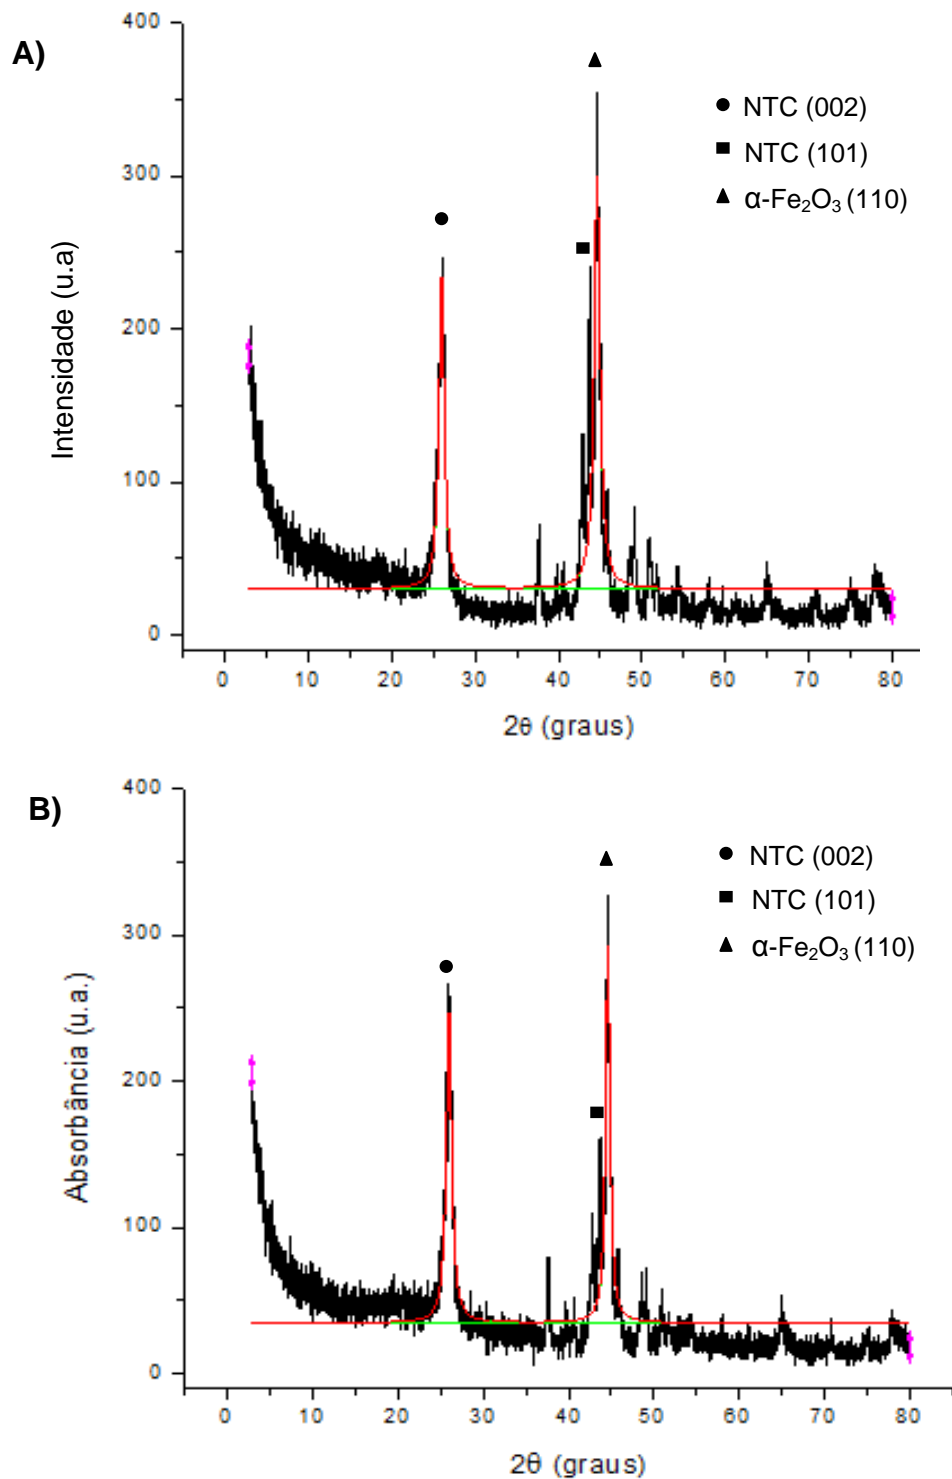 A)
400
300
200
100
0
Intensidade (u.a)
● NTC (002)
■ NTC (101)
▲ α-Fe₂O₃ (110)
0 10 20 30 40 50 60 70 80
2θ (graus)
B)
400
300
200
100
0
Absorbância (u.a.)
● NTC (002)
■ NTC (101)
▲ α-Fe₂O₃ (110)
0 10 20 30 40 50 60 70 80
2θ (graus)